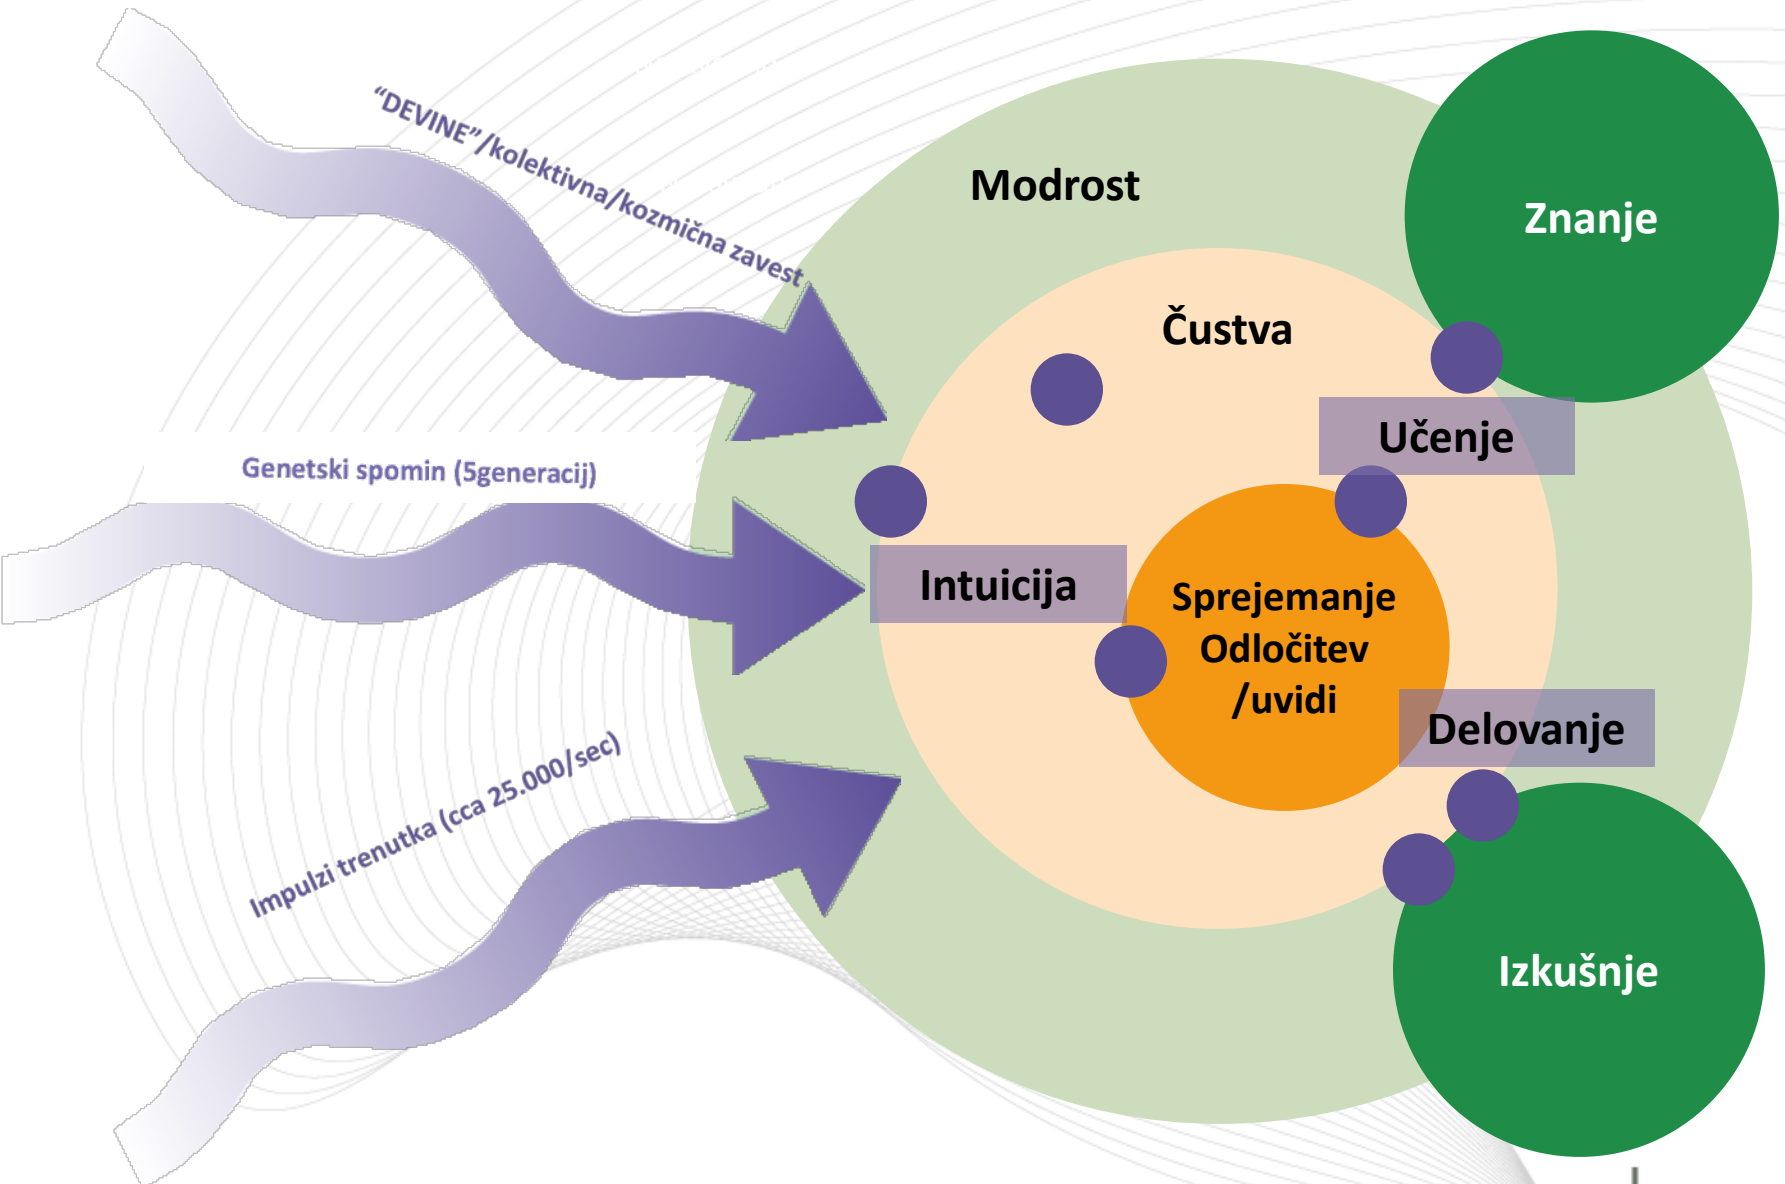 "DEVINE"/kolektivna/kozmična zavest
Modrost
Znanje
Čustva
Učenje
Genetski spomin (5generacij)
Intuicija
Sprejemanje
Odločitev
/uvidi
Delovanje
Impulzi trenutka (cca 25.000/sec)
Izkušnje